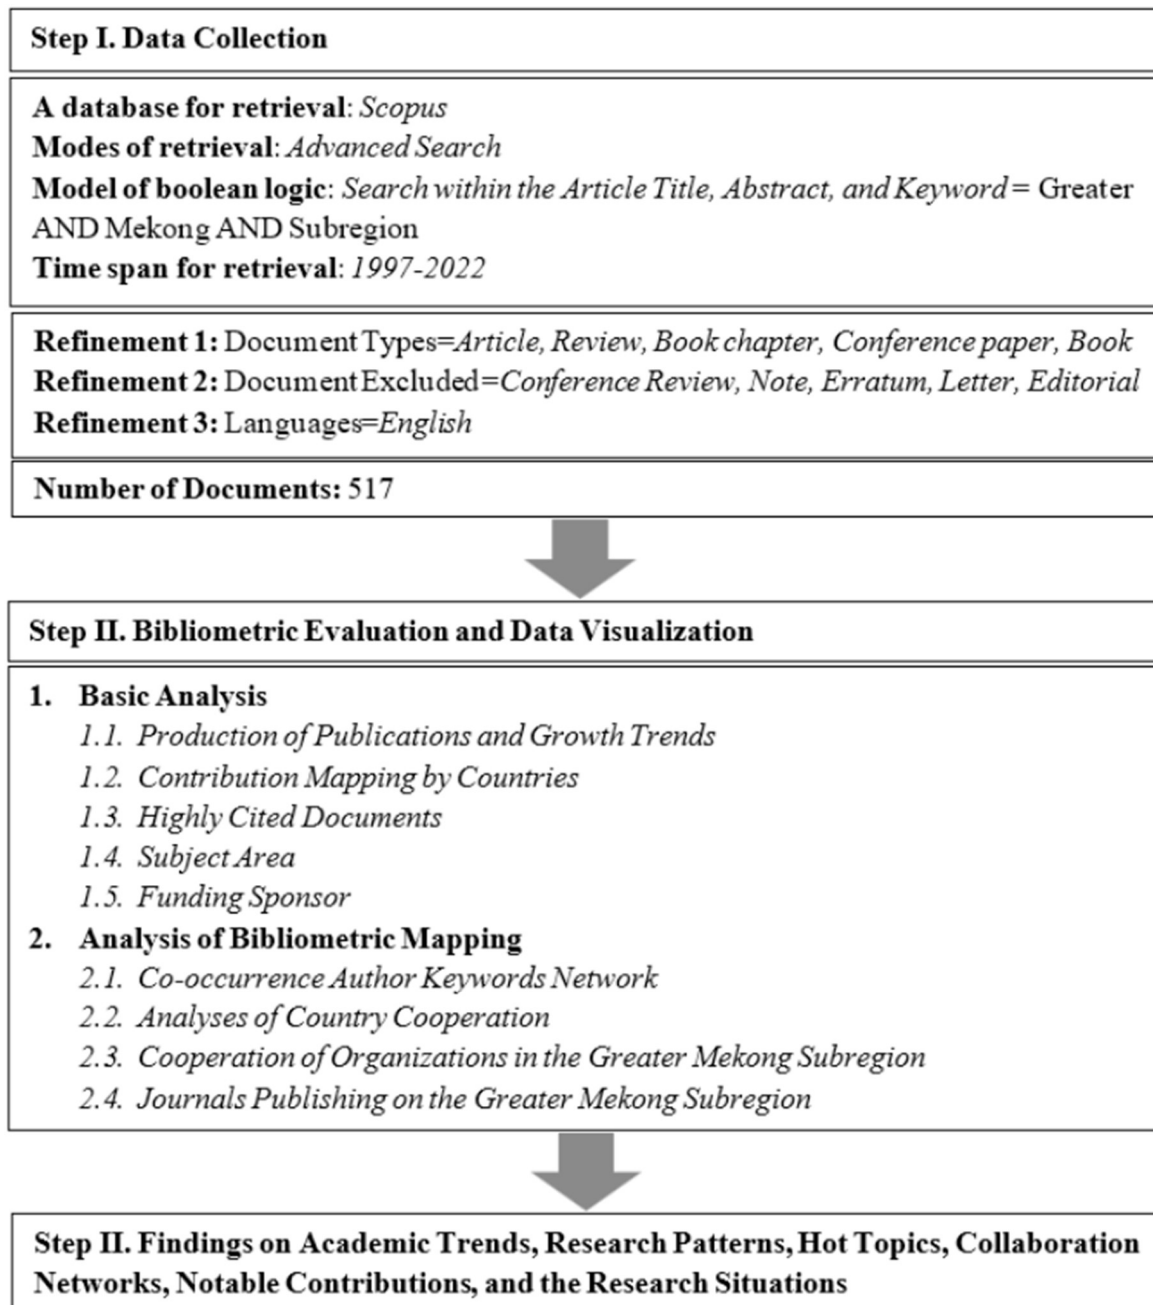 Step I. Data Collection
A database for retrieval: Scopus
Modes of retrieval: Advanced Search
Model of boolean logic: Search within the Article Title, Abstract, and Keyword = Greater
AND Mekong AND Subregion
Time span for retrieval: 1997-2022
Refinement 1: Document Types=Article, Review, Book chapter, Conference paper, Book
Refinement 2: Document Excluded=Conference Review, Note, Erratum, Letter, Editorial
Refinement 3: Languages=English
Number of Documents: 517
Step II. Bibliometric Evaluation and Data Visualization
1. Basic Analysis
1.1. Production of Publications and Growth Trends
1.2. Contribution Mapping by Countries
1.3. Highly Cited Documents
1.4. Subject Area
1.5. Funding Sponsor
2. Analysis of Bibliometric Mapping
2.1. Co-occurrence Author Keywords Network
2.2. Analyses of Country Cooperation
2.3. Cooperation of Organizations in the Greater Mekong Subregion
2.4. Journals Publishing on the Greater Mekong Subregion
Step II. Findings on Academic Trends, Research Patterns, Hot Topics, Collaboration
Networks, Notable Contributions, and the Research Situations